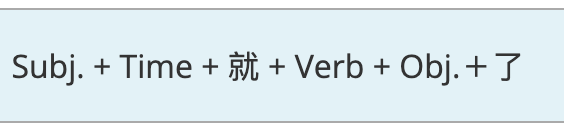 Subj. + Time + 就 + Verb + Obj.＋了